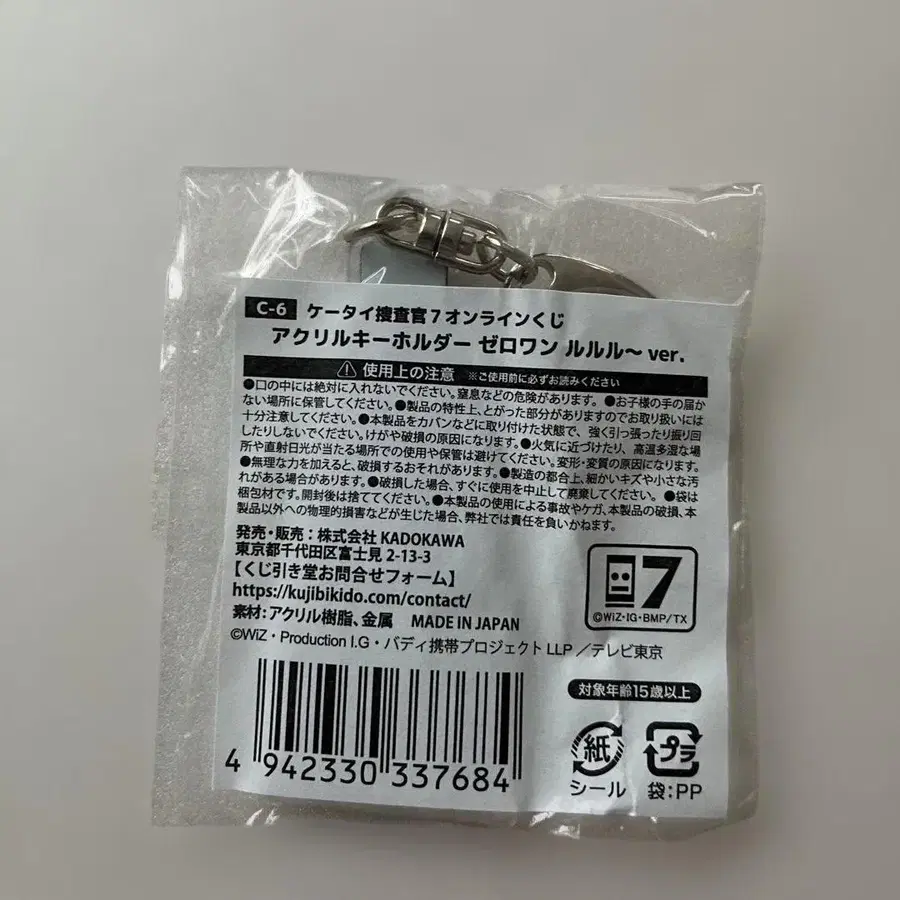 C-6 ケータイ捜査官7オンラインくじ
アクリルキーホルダー ゼロワン ルルル～ ver.
⚠ 使用上の注意 ※ご使用前に必ずお読みください
●口の中には絶対に入れないでください。窒息などの危険があります。●お子様の手の届か
ない場所に保管してください。●製品の特性上、とがった部分がありますのでお取り扱いには
十分注意してください。●本製品をカバンなどに取り付けた状態で、強く引っ張ったり振り回
したりしないでください。けがや破損の原因になります。●火気に近づけたり、高温多湿な場
所や直射日光が当たる場所での使用や保管は避けてください。変形・変質の原因になります。
●無理な力を加えると、破損するおそれがあります。●製造の都合上、細かいキズや小さな汚
れがある場合があります。●破損した場合、すぐに使用を中止して廃棄してください。●袋は
梱包材です。開封後は捨ててください。●本製品の使用による事故やケガ、本製品の破損、本
製品以外への物理的損害などが生じた場合、弊社では責任を負いかねます。
発売・販売：株式会社 KADOKAWA
東京都千代田区富士見 2-13-3
【くじ引き堂お問合せフォーム】
https://kujibikido.com/contact/
素材：アクリル樹脂、金属 MADE IN JAPAN
7
©WiZ・IG・BMP/TX
©WiZ・Production I.G・バディ携帯プロジェクト LLP／テレビ東京
対象年齢15歳以上
4 942330 337684
紙
シール
プラ
袋：PP